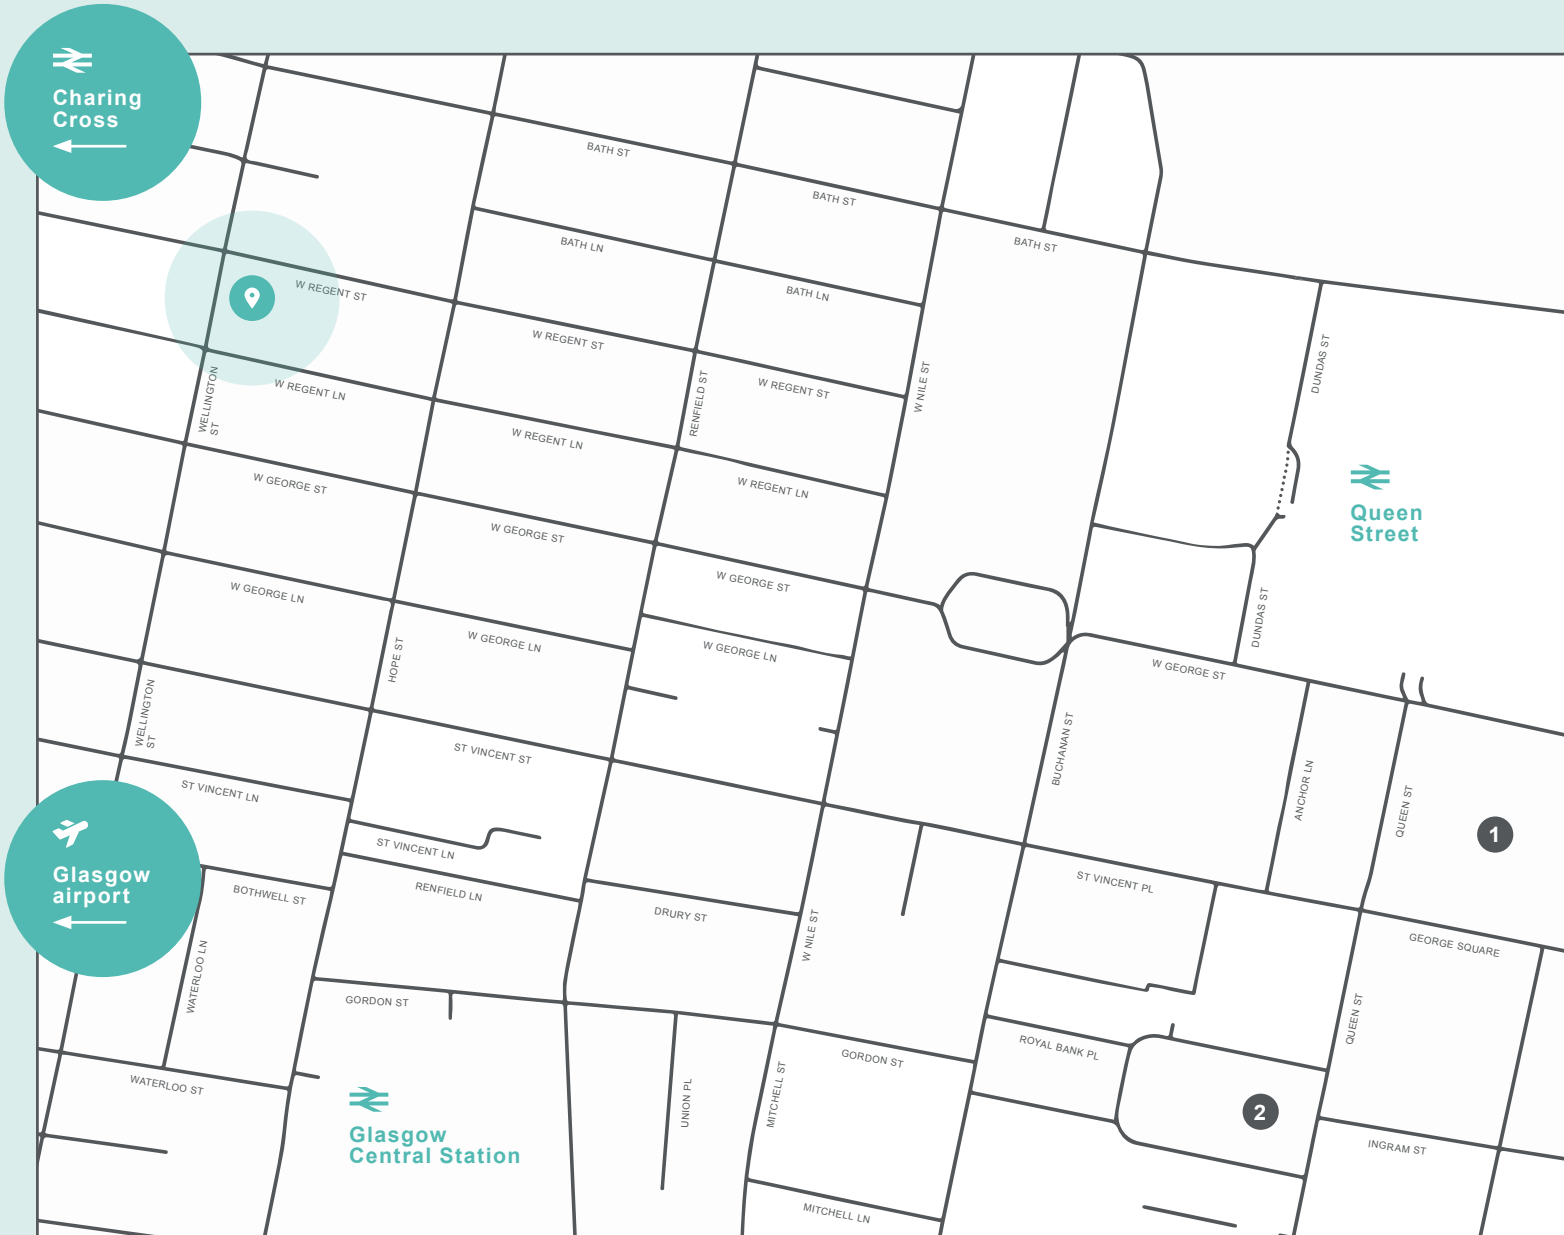 Charing
Cross
BATH ST
BATH ST
BATH ST
BATH LN
BATH LN
W REGENT ST
W REGENT ST
W REGENT ST
DUNDAS ST
W NILE ST
RENFIELD ST
WELLINGTON
ST
W REGENT LN
W REGENT LN
W REGENT LN
W GEORGE ST
W GEORGE ST
W GEORGE ST
Queen
Street
W GEORGE LN
W GEORGE LN
W GEORGE LN
DUNDAS ST
HOPE ST
W GEORGE ST
WELLINGTON
ST
BUCHANAN ST
ST VINCENT ST
ANCHOR LN
QUEEN ST
1
ST VINCENT LN
ST VINCENT LN
Glasgow
airport
BOTHWELL ST
RENFIELD LN
DRURY ST
W NILE ST
ST VINCENT PL
GEORGE SQUARE
WATERLOO LN
GORDON ST
QUEEN ST
GORDON ST
ROYAL BANK PL
WATERLOO ST
UNION PL
MITCHELL ST
2
Glasgow
Central Station
INGRAM ST
MITCHELL LN